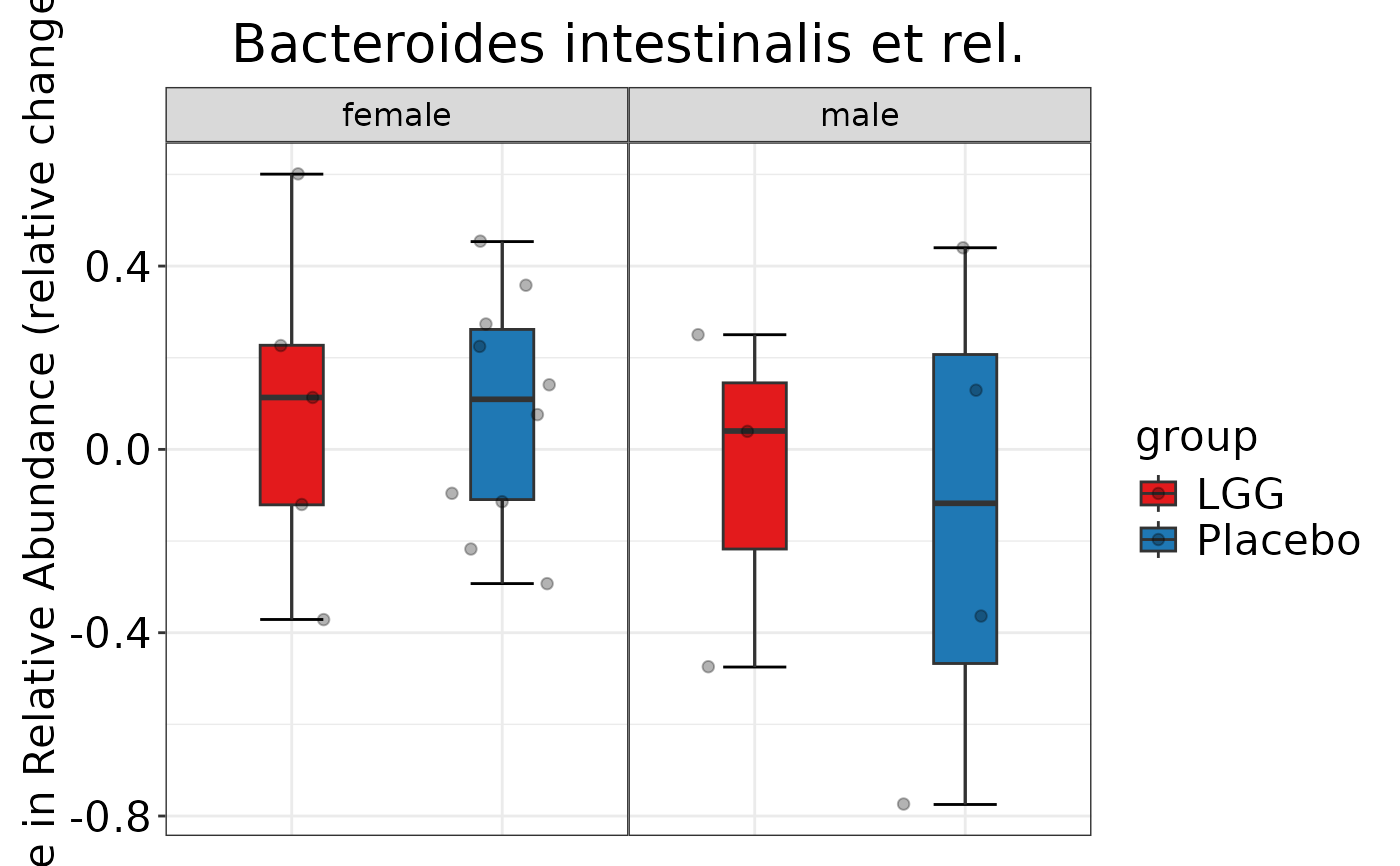 Bacteroides intestinalis et rel.
female
male
e in Relative Abundance (relative change
0.4
0.0
-0.4
-0.8
group
LGG
Placebo